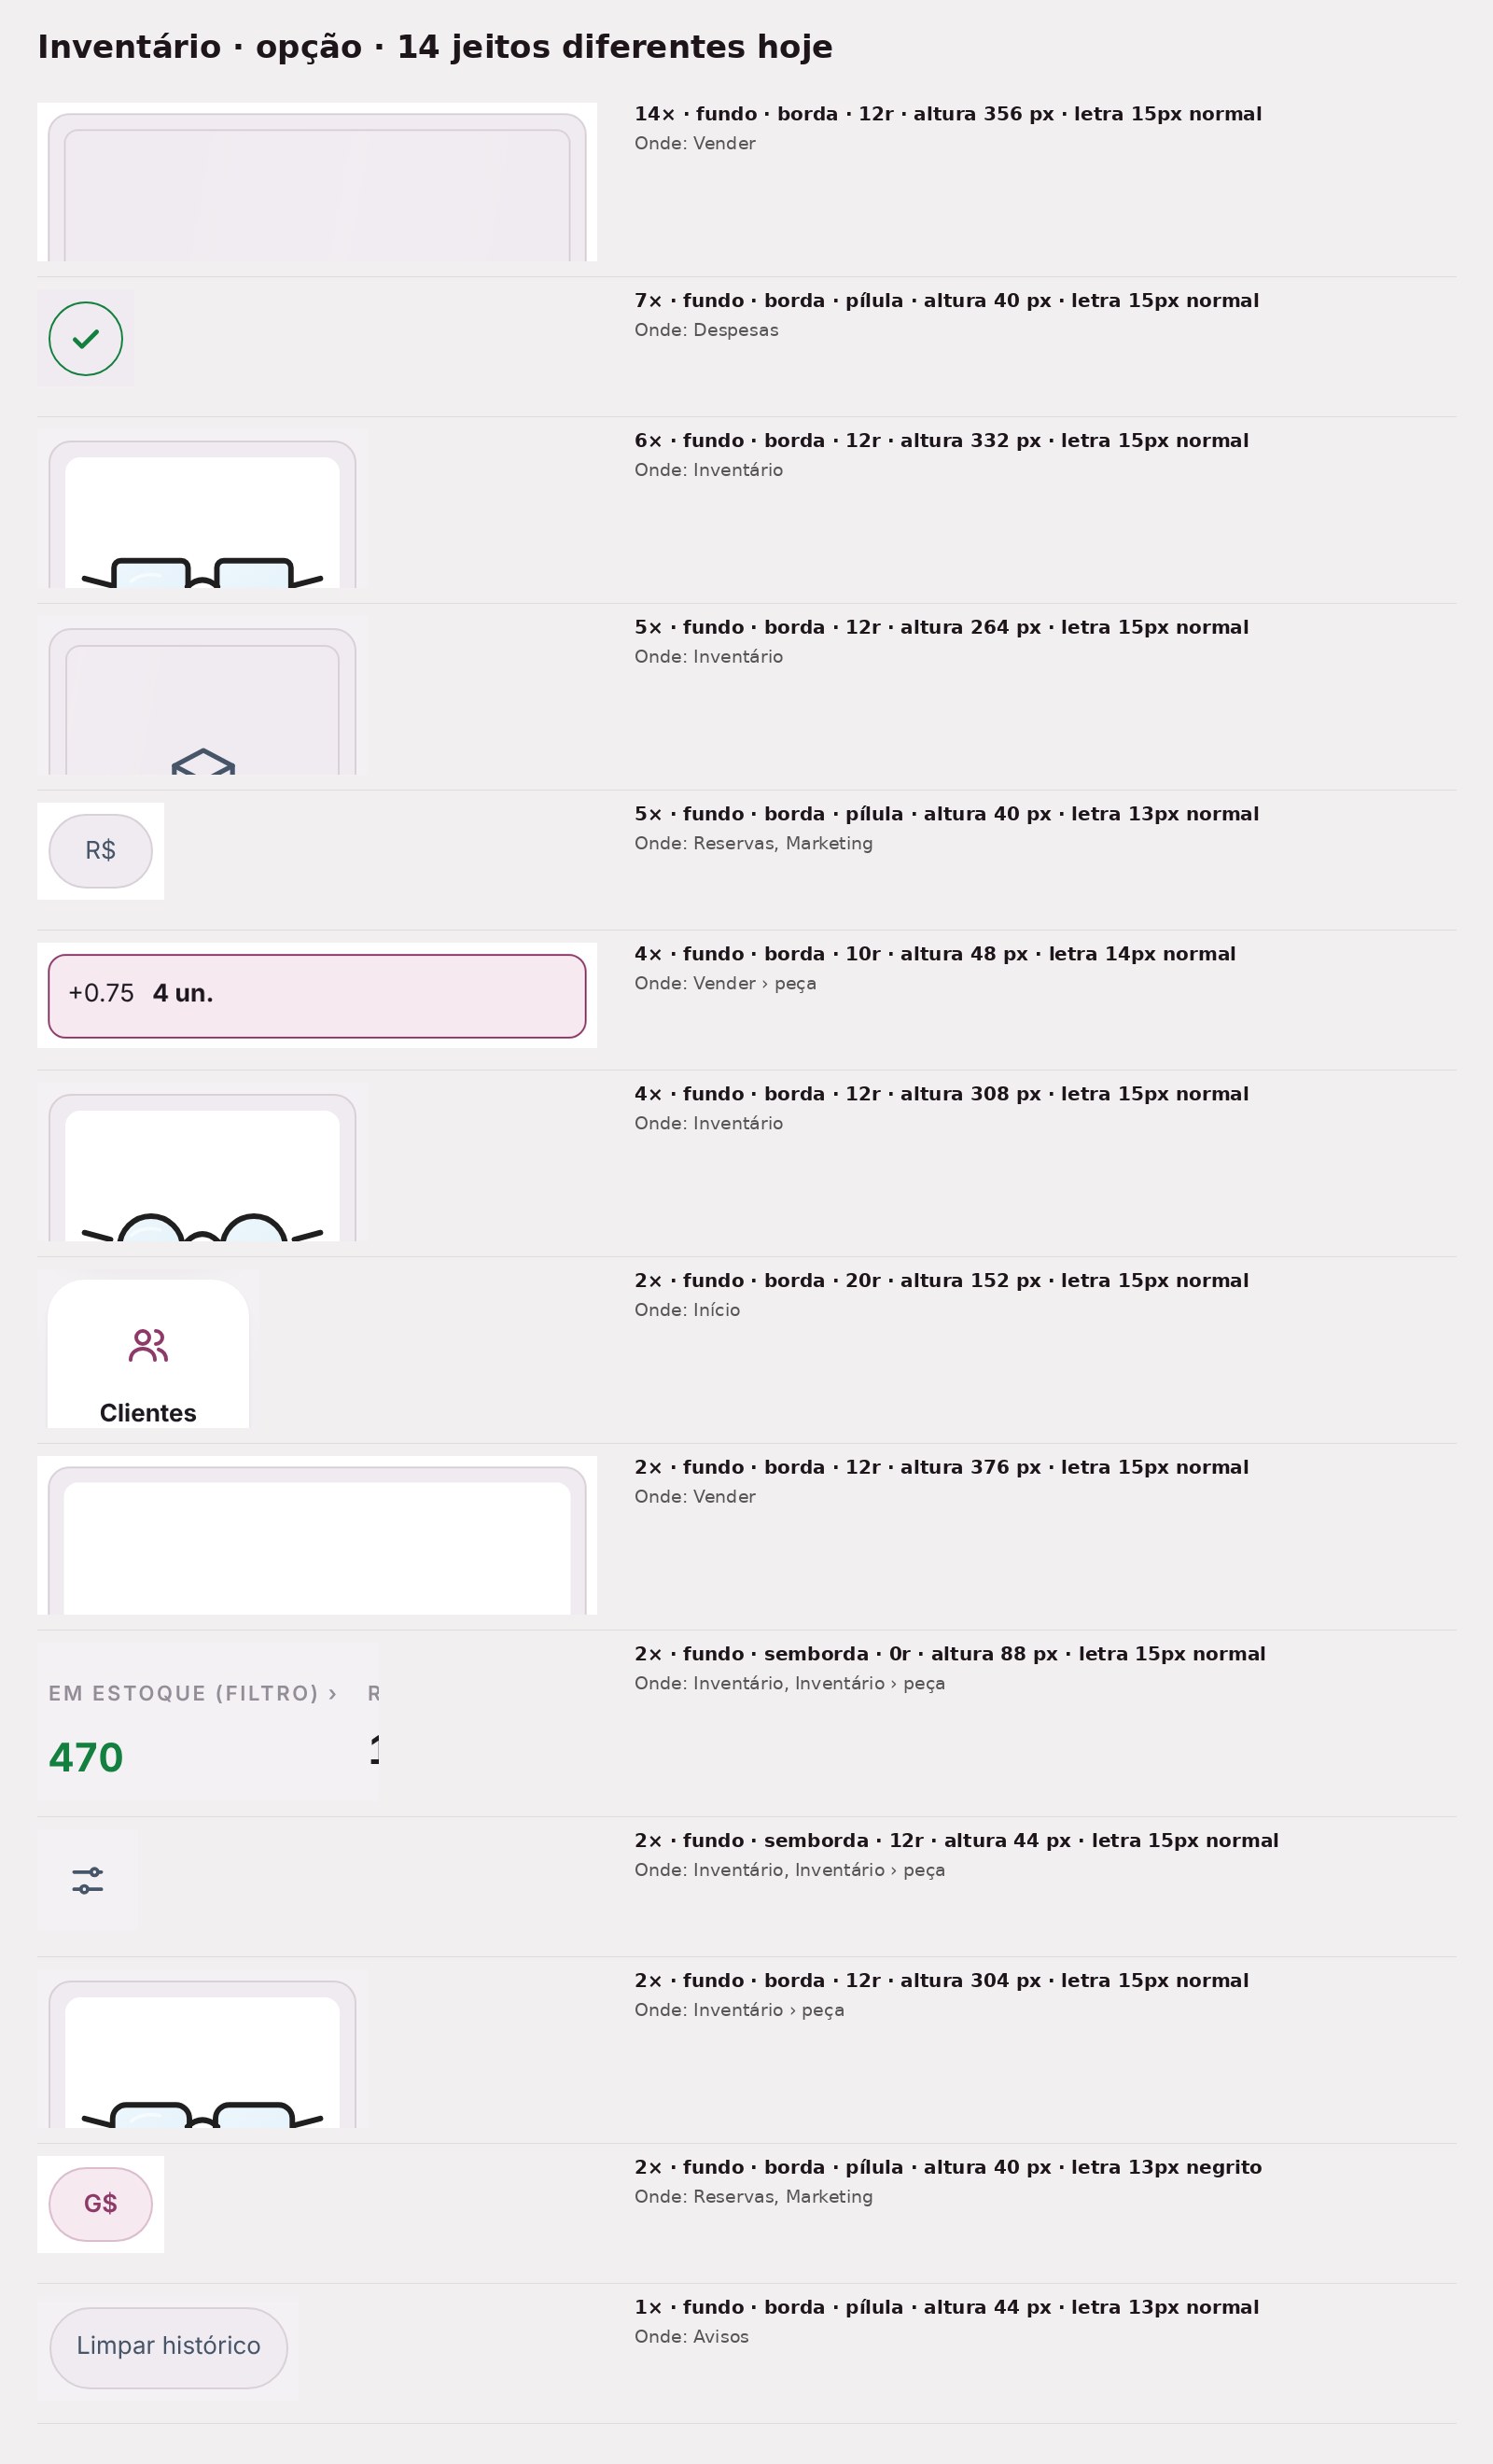 Inventário · opção · 14 jeitos diferentes hoje
14× · fundo · borda · 12r · altura 356 px · letra 15px normal
Onde: Vender
7× · fundo · borda · pílula · altura 40 px · letra 15px normal
Onde: Despesas
6× · fundo · borda · 12r · altura 332 px · letra 15px normal
Onde: Inventário
5× · fundo · borda · 12r · altura 264 px · letra 15px normal
Onde: Inventário
R$
5× · fundo · borda · pílula · altura 40 px · letra 13px normal
Onde: Reservas, Marketing
+0.75 4 un.
4× · fundo · borda · 10r · altura 48 px · letra 14px normal
Onde: Vender › peça
4× · fundo · borda · 12r · altura 308 px · letra 15px normal
Onde: Inventário
Clientes
2× · fundo · borda · 20r · altura 152 px · letra 15px normal
Onde: Início
2× · fundo · borda · 12r · altura 376 px · letra 15px normal
Onde: Vender
EM ESTOQUE (FILTRO) ›
470
2× · fundo · semborda · 0r · altura 88 px · letra 15px normal
Onde: Inventário, Inventário › peça
2× · fundo · semborda · 12r · altura 44 px · letra 15px normal
Onde: Inventário, Inventário › peça
2× · fundo · borda · 12r · altura 304 px · letra 15px normal
Onde: Inventário › peça
G$
2× · fundo · borda · pílula · altura 40 px · letra 13px negrito
Onde: Reservas, Marketing
Limpar histórico
1× · fundo · borda · pílula · altura 44 px · letra 13px normal
Onde: Avisos